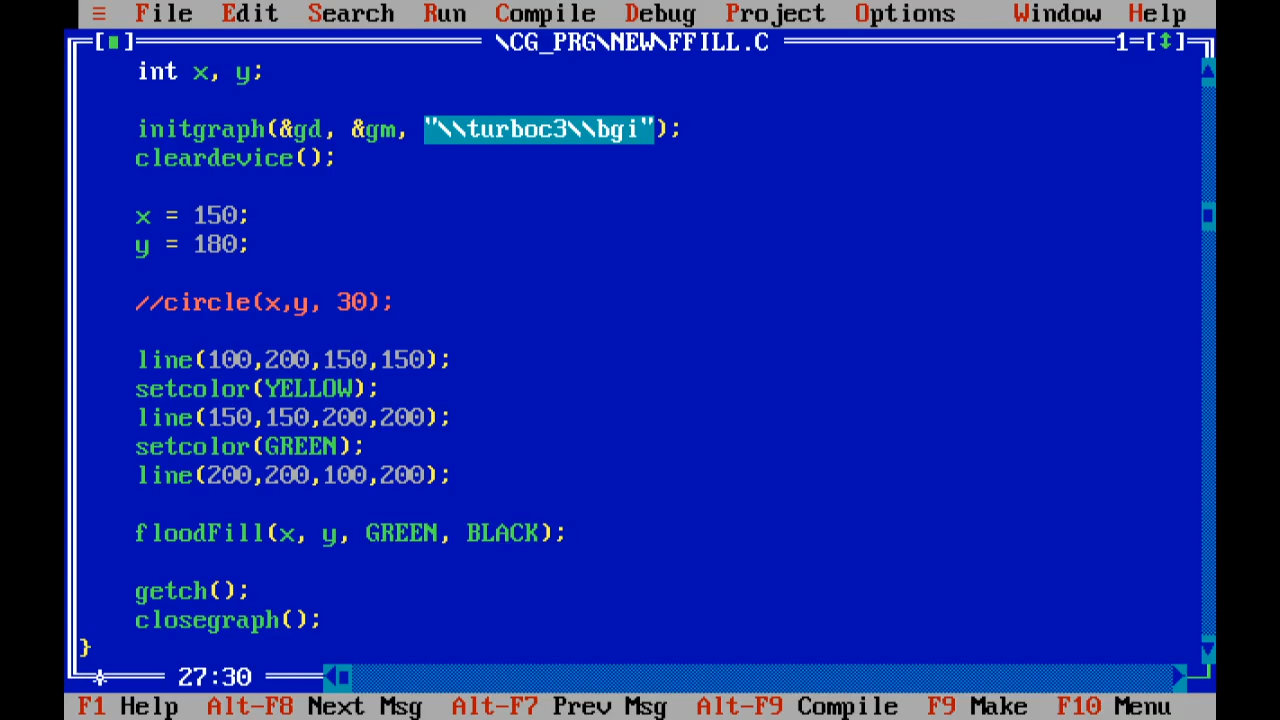 ≡ File Edit Search Run Compile Debug Project Options Window Help
[■] \CG_PRG\NEW\FFILL.C 1=[↕]
int x, y;
initgraph(&gd, &gm, "\\turboc3\\bgi");
cleardevice();
x = 150;
y = 180;
//circle(x,y, 30);
line(100,200,150,150);
setcolor(YELLOW);
line(150,150,200,200);
setcolor(GREEN);
line(200,200,100,200);
floodFill(x, y, GREEN, BLACK);
getch();
closegraph();
}
27:30
F1 Help Alt-F8 Next Msg Alt-F7 Prev Msg Alt-F9 Compile F9 Make F10 Menu